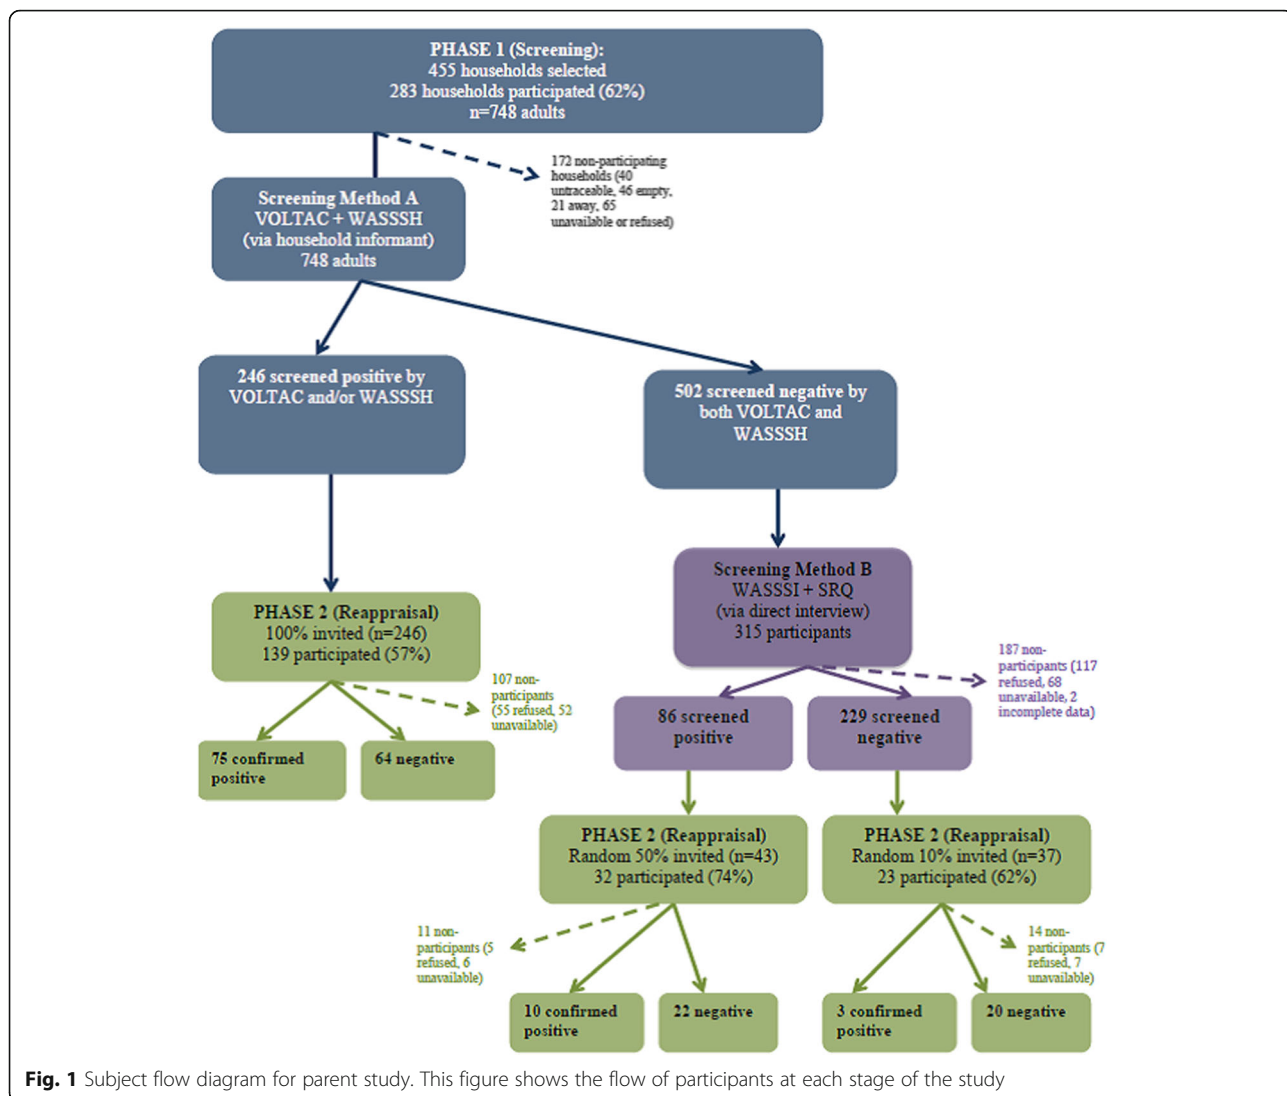 PHASE 1 (Screening):
455 households selected
283 households participated (62%)
n=748 adults
172 non-participating
households (40
untraceable, 46 empty,
21 away, 65
unavailable or refused)
Screening Method A
VOLTAC + WASSSH
(via household informant)
748 adults
246 screened positive by
VOLTAC and/or WASSSH
502 screened negative by
both VOLTAC and
WASSSH
Screening Method B
WASSSI + SRQ
(via direct interview)
315 participants
PHASE 2 (Reappraisal)
100% invited (n=246)
139 participated (57%)
187 non-
participants (117
refused, 68
unavailable, 2
incomplete data)
107 non-
participants
(55 refused, 52
unavailable)
86 screened
positive
229 screened
negative
75 confirmed
positive
64 negative
PHASE 2 (Reappraisal)
Random 50% invited (n=43)
32 participated (74%)
PHASE 2 (Reappraisal)
Random 10% invited (n=37)
23 participated (62%)
11 non-
participants (5
refused, 6
unavailable)
14 non-
participants (7
refused, 7
unavailable)
10 confirmed
positive
22 negative
3 confirmed
positive
20 negative
Fig. 1 Subject flow diagram for parent study. This figure shows the flow of participants at each stage of the study